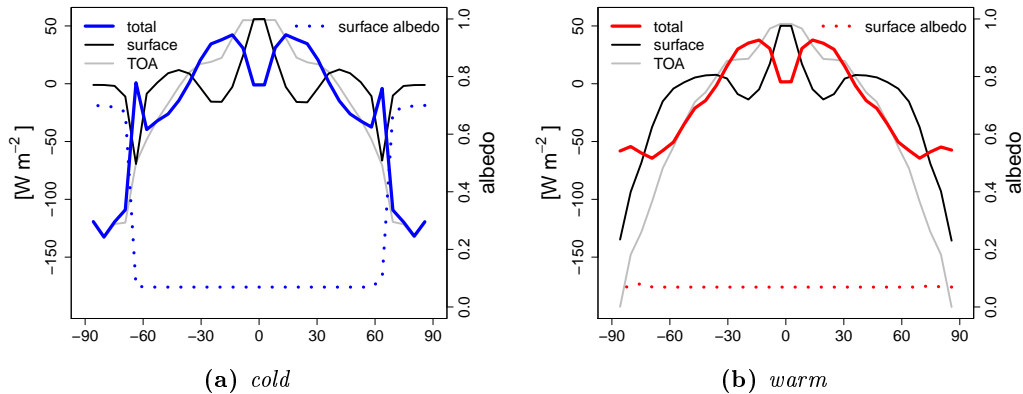 total
surface
TOA
surface albedo
[W m−2 ]
50
0
−50
−100
−150
1.0
0.8
0.6
0.4
0.2
0.0
albedo
−90 −60 −30 0 30 60 90
(a) cold
total
surface
TOA
surface albedo
[W m−2 ]
50
0
−50
−100
−150
1.0
0.8
0.6
0.4
0.2
0.0
albedo
−90 −60 −30 0 30 60 90
(b) warm